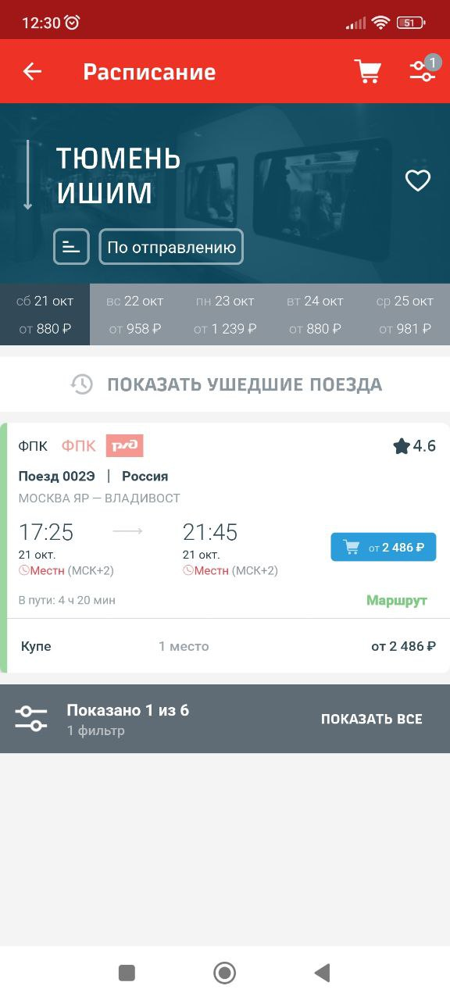 12:30
51
Расписание
1
ТЮМЕНЬ
ИШИМ
По отправлению
сб 21 окт
от 880 ₽
вс 22 окт
от 958 ₽
пн 23 окт
от 1 239 ₽
вт 24 окт
от 880 ₽
ср 25 окт
от 981 ₽
ПОКАЗАТЬ УШЕДШИЕ ПОЕЗДА
ФПК ФПК РЖД 4.6
Поезд 002Э | Россия
МОСКВА ЯР — ВЛАДИВОСТ
17:25 21:45
21 окт. 21 окт.
от 2 486 ₽
Местн (МСК+2) Местн (МСК+2)
В пути: 4 ч 20 мин Маршрут
Купе 1 место от 2 486 ₽
Показано 1 из 6
1 фильтр
ПОКАЗАТЬ ВСЕ